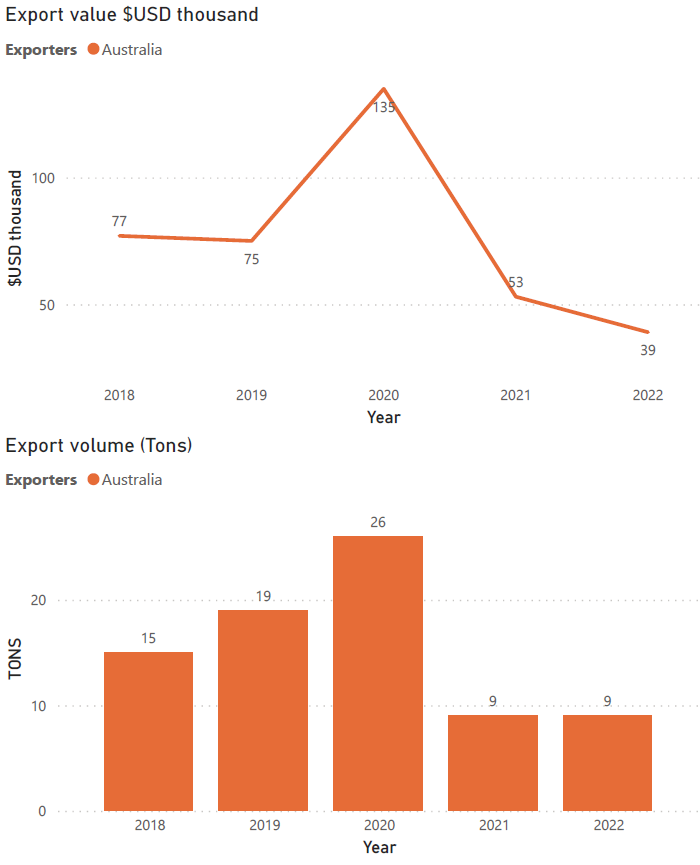 Export value $USD thousand
Exporters Australia
$USD thousand
100
50
77
75
135
53
39
2018 2019 2020 2021 2022
Year
Export volume (Tons)
Exporters Australia
TONS
20
10
0
15
19
26
9
9
2018 2019 2020 2021 2022
Year